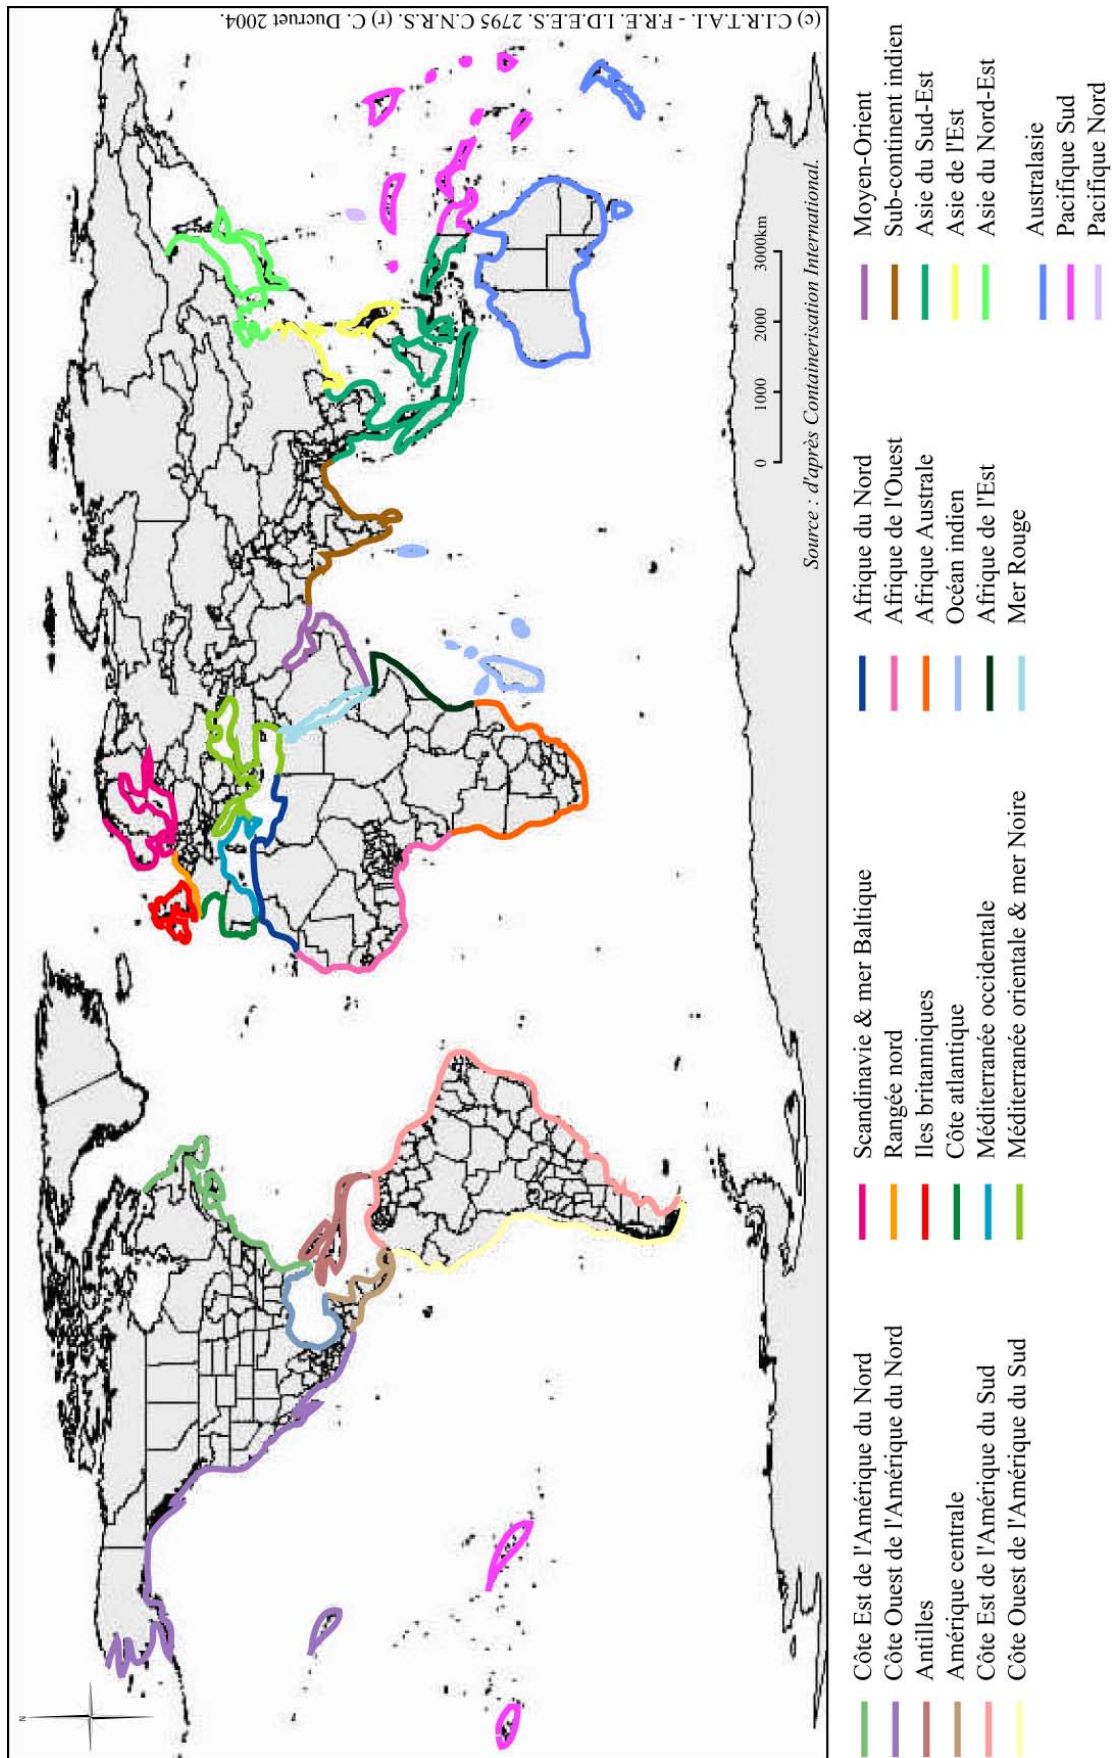 N
(c) C.I.R.T.A.I. - F.R.E. I.D.E.E.S. 2795 C.N.R.S. (r) C. Ducruet 2004.
0 1000 2000 3000km
Source : d'après Containerisation International.
Côte Est de l'Amérique du Nord
Côte Ouest de l'Amérique du Nord
Antilles
Amérique centrale
Côte Est de l'Amérique du Sud
Côte Ouest de l'Amérique du Sud
Scandinavie & mer Baltique
Rangée nord
Iles britanniques
Côte atlantique
Méditerranée occidentale
Méditerranée orientale & mer Noire
Afrique du Nord
Afrique de l'Ouest
Afrique Australe
Océan indien
Afrique de l'Est
Mer Rouge
Moyen-Orient
Sub-continent indien
Asie du Sud-Est
Asie de l'Est
Asie du Nord-Est
Australasie
Pacifique Sud
Pacifique Nord